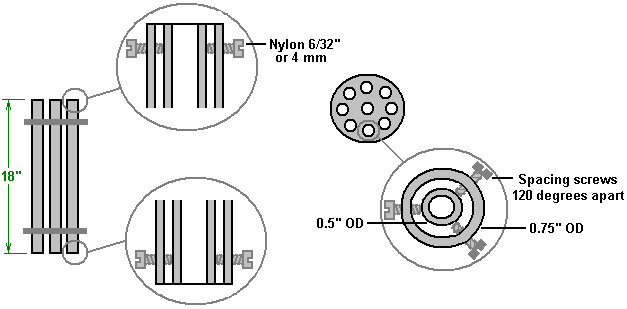 Nylon 6/32"
or 4 mm
18"
Spacing screws
120 degrees apart
0.5" OD
0.75" OD